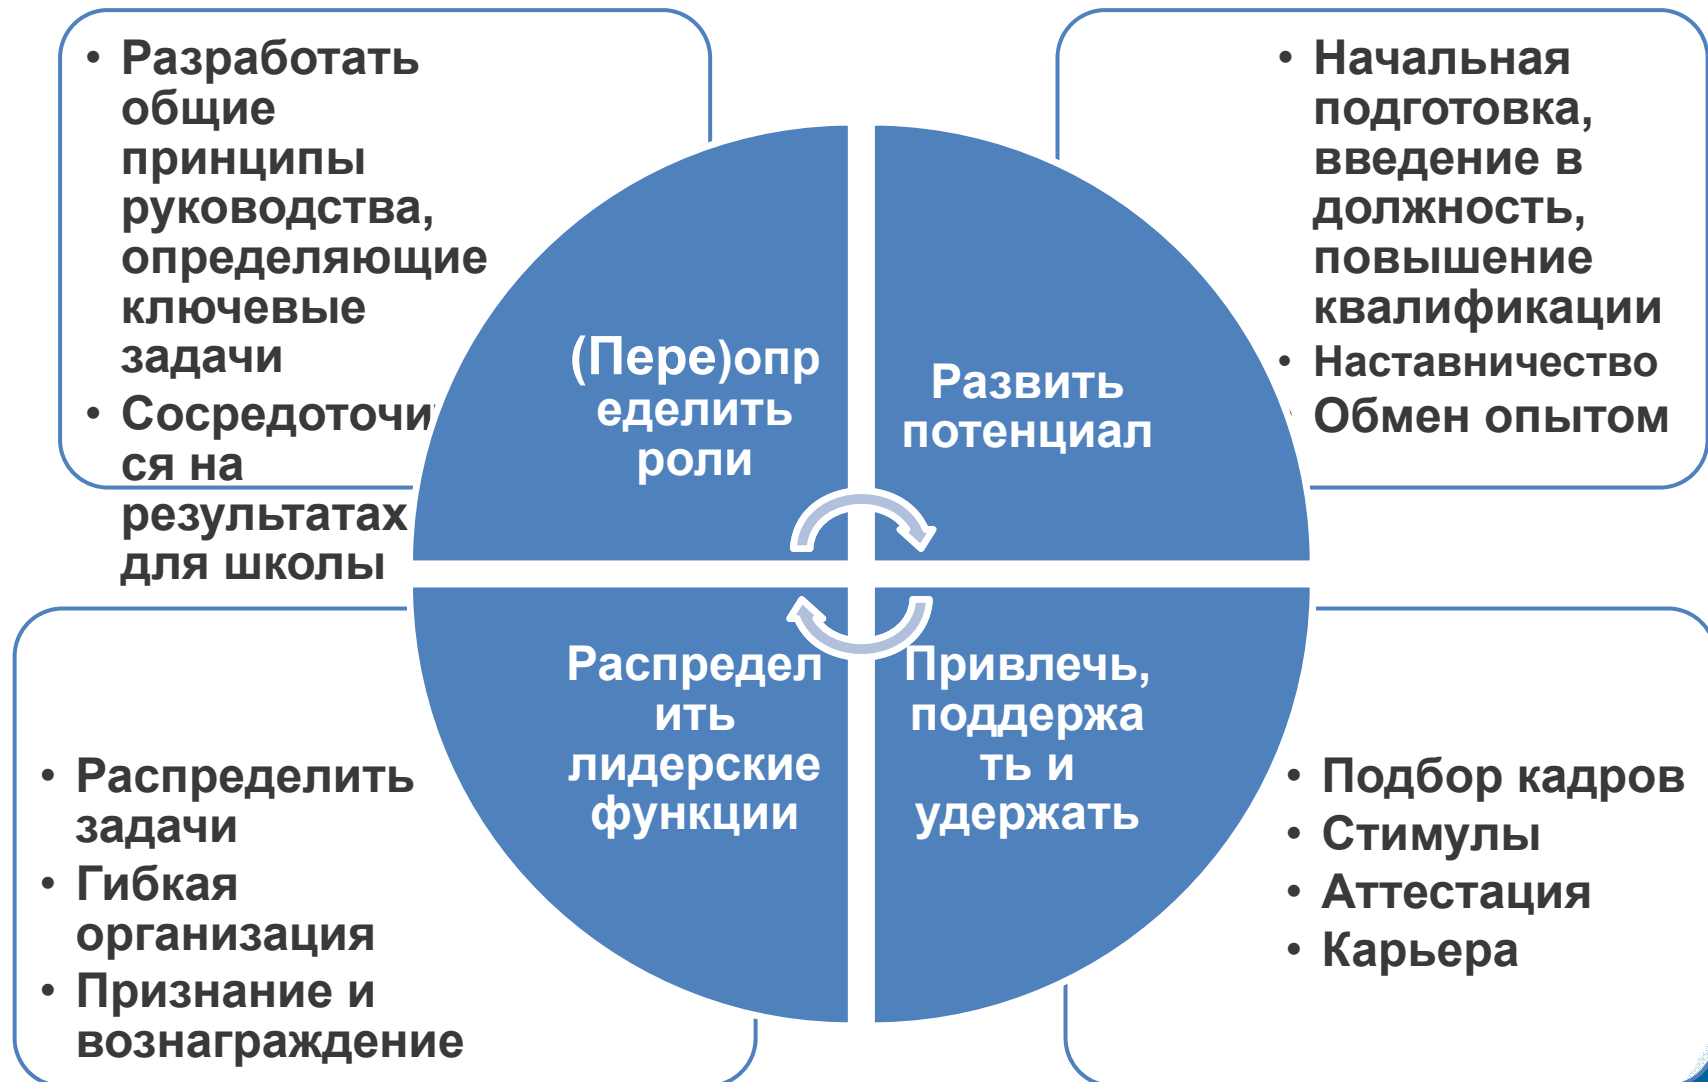 • Разработать
общие
принципы
руководства,
определяющие
ключевые
задачи
• Сосредоточи
ся на
результатах
для школы
(Пере)опр
еделить
роли
• Начальная
подготовка,
введение в
должность,
повышение
квалификации
• Наставничество
• Обмен опытом
Развить
потенциал
• Распределить
задачи
• Гибкая
организация
• Признание и
вознаграждение
Распредел
ить
лидерские
функции
Привлечь,
поддержа
ть и
удержать
• Подбор кадров
• Стимулы
• Аттестация
• Карьера